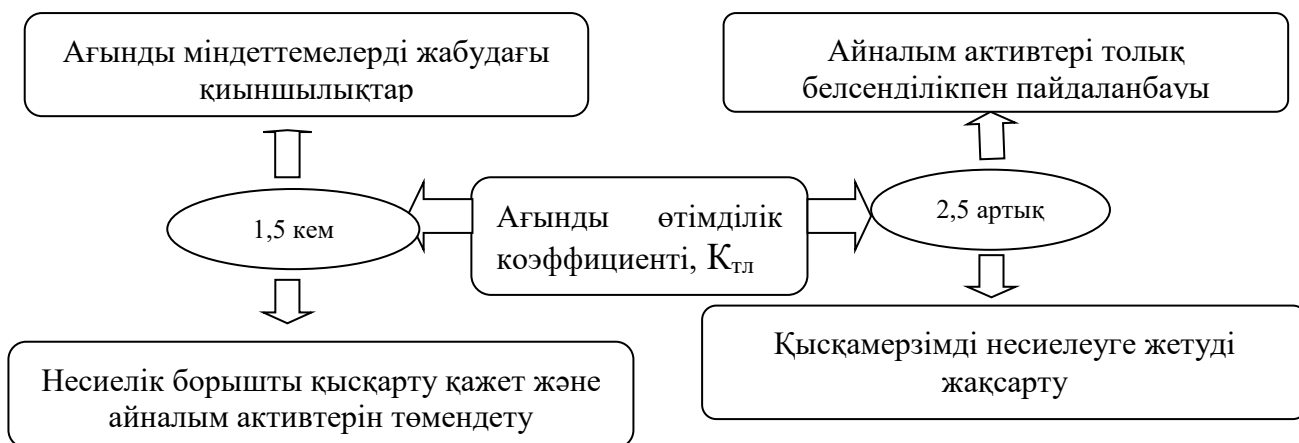 Ағынды міндеттемелерді жабудағы
қиыншылықтар
Айналым активтері толық
белсенділікпен пайдаланбауы
1,5 кем
Ағынды өтімділік
коэффициенті, Ктл
2,5 артық
Несиелік борышты қысқарту қажет және
айналым активтерін төмендету
Қысқамерзімді несиелеуге жетуді
жақсарту